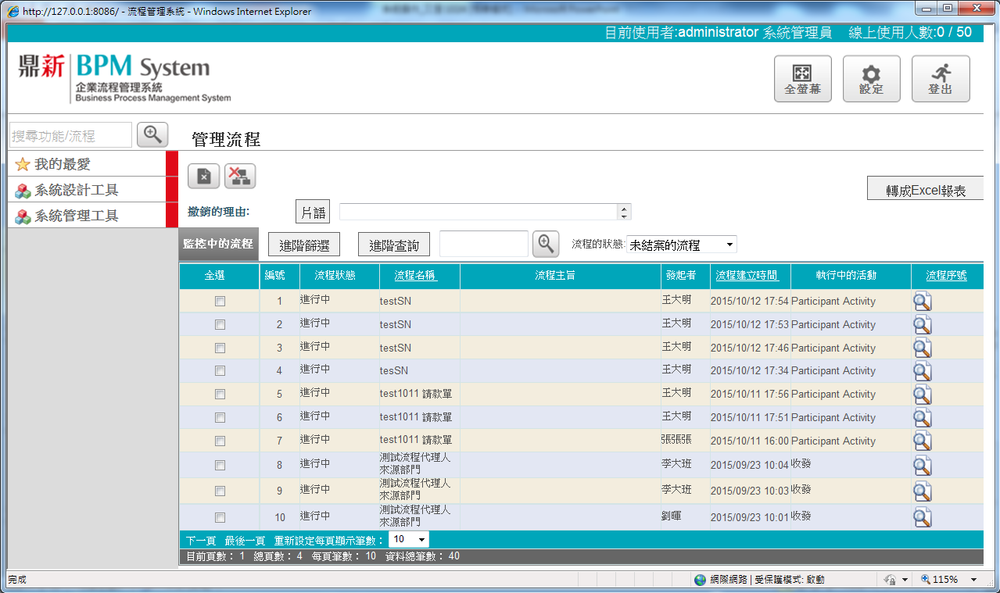 http://127.0.0.1:8086/ - 流程管理系統 - Windows Internet Explorer
目前使用者:administrator 系統管理員 線上使用人數:0 / 50
鼎新 BPM System
企業流程管理系統
Business Process Management System
全螢幕 設定 登出
搜尋功能/流程
管理流程
我的最愛
系統設計工具
系統管理工具
轉成Excel報表
撤銷的理由: 片語
監控中的流程 進階篩選 進階查詢 流程的狀態: 未結案的流程
全選 編號 流程狀態 流程名稱 流程主旨 發起者 流程建立時間 執行中的活動 流程序號
1 進行中 testSN 王大明 2015/10/12 17:54 Participant Activity
2 進行中 testSN 王大明 2015/10/12 17:53 Participant Activity
3 進行中 testSN 王大明 2015/10/12 17:46 Participant Activity
4 進行中 tesSN 王大明 2015/10/12 17:34 Participant Activity
5 進行中 test1011 請款單 王大明 2015/10/11 17:56 Participant Activity
6 進行中 test1011 請款單 王大明 2015/10/11 17:51 Participant Activity
7 進行中 test1011 請款單 張張張 2015/10/11 16:00 Participant Activity
8 進行中 測試流程代理人來源部門 李大班 2015/09/23 10:04 收發
9 進行中 測試流程代理人來源部門 李大班 2015/09/23 10:03 收發
10 進行中 測試流程代理人來源部門 劉暉 2015/09/23 10:01 收發
下一頁 最後一頁 重新設定每頁顯示筆數： 10
目前頁數： 1 總頁數： 4 每頁筆數： 10 資料總筆數： 40
完成 網際網路 | 受保護模式: 啟動 115%